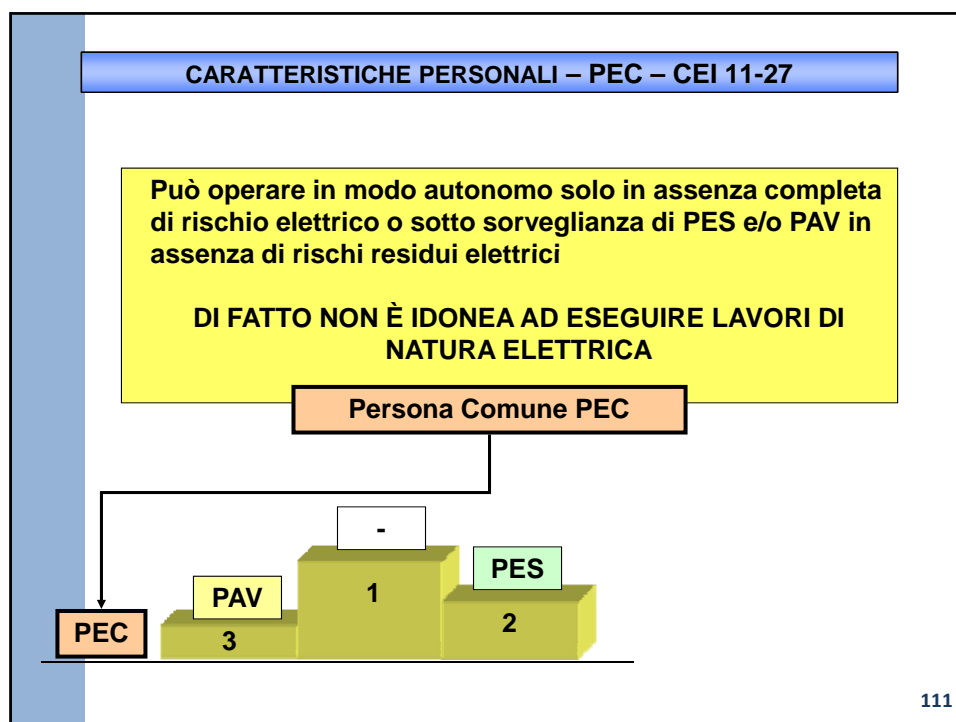 CARATTERISTICHE PERSONALI – PEC – CEI 11-27
Può operare in modo autonomo solo in assenza completa
di rischio elettrico o sotto sorveglianza di PES e/o PAV in
assenza di rischi residui elettrici
DI FATTO NON È IDONEA AD ESEGUIRE LAVORI DI
NATURA ELETTRICA
Persona Comune PEC
-
PES
PAV
1
2
PEC
3
111